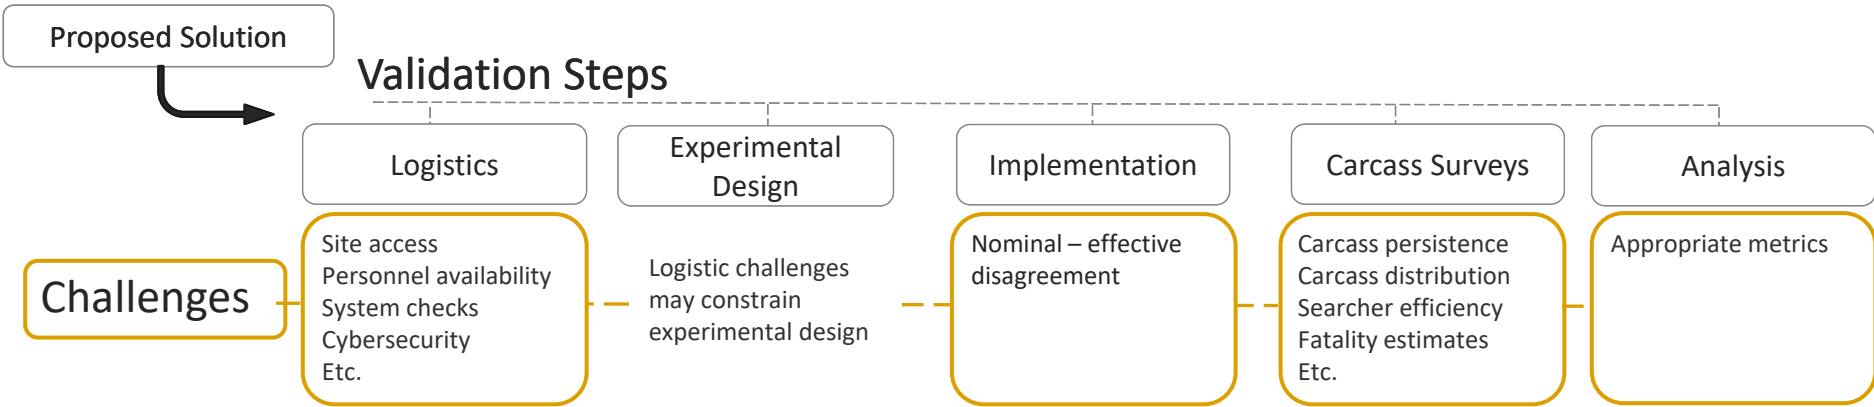 Proposed Solution
Validation Steps
Logistics
Experimental
Design
Implementation
Carcass Surveys
Analysis
Challenges
Site access
Personnel availability
System checks
Cybersecurity
Etc.
Logistic challenges
may constrain
experimental design
Nominal – effective
disagreement
Carcass persistence
Carcass distribution
Searcher efficiency
Fatality estimates
Etc.
Appropriate metrics